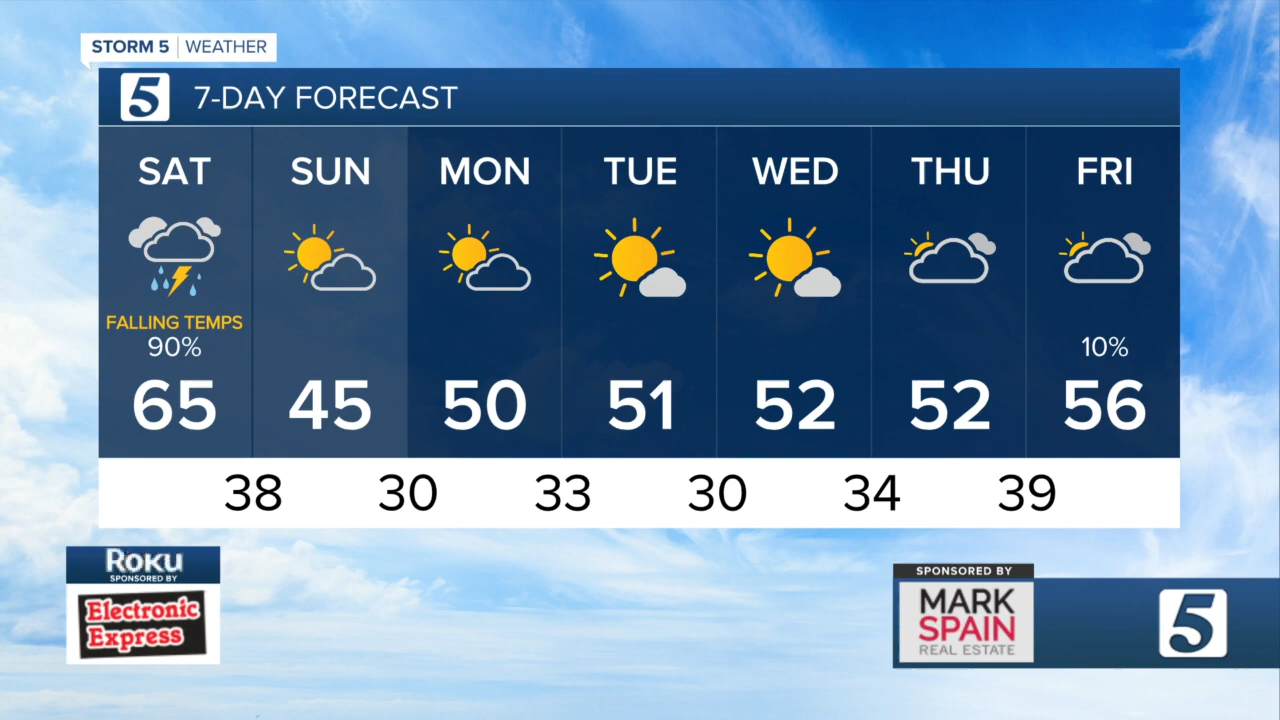 STORM 5 | WEATHER
5 7-DAY FORECAST
SAT SUN MON TUE WED THU FRI
FALLING TEMPS
90% 10%
65 45 50 51 52 52 56
38 30 33 30 34 39
Roku
SPONSORED BY
Electronic
Express
SPONSORED BY
MARK
SPAIN
REAL ESTATE
5